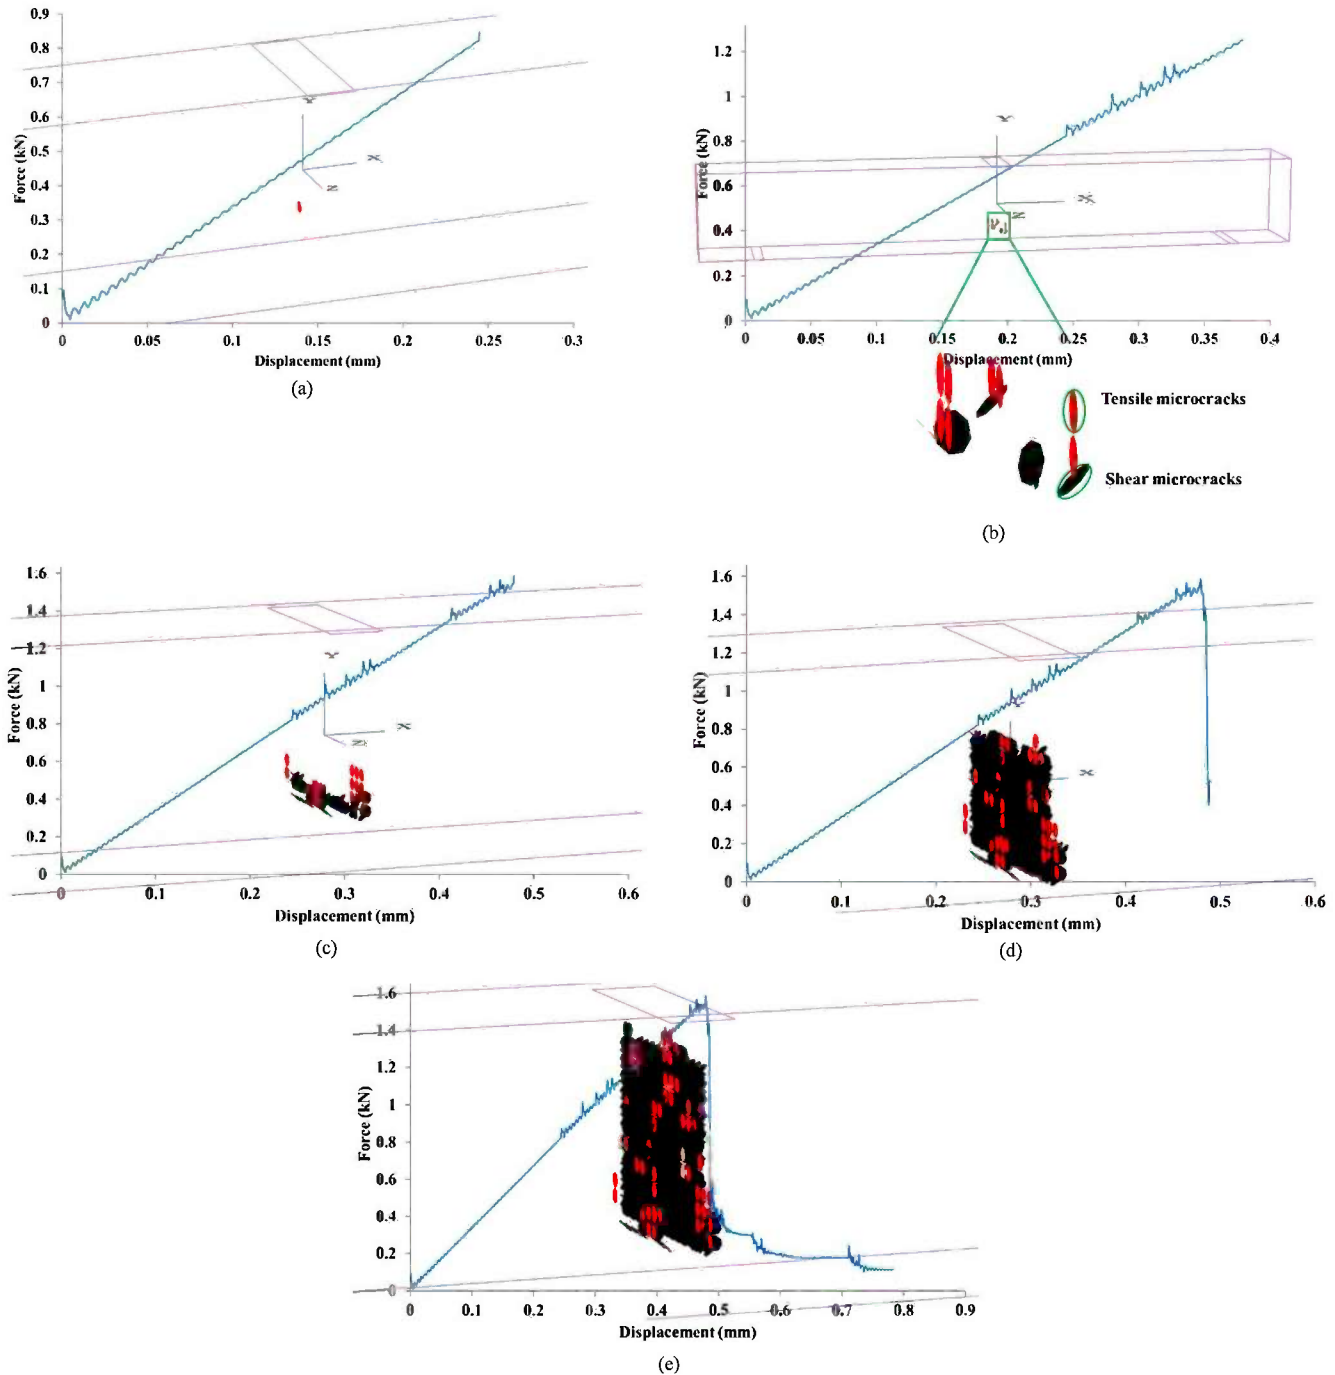 0.9
0.8
0.7
0.6
0.5
0.4
0.3
0.2
0.1
0
Force (kN)
Y
X
Z
0 0.05 0.1 0.15 0.2 0.25 0.3
Displacement (mm)
(a)
1.2
1
0.8
0.6
0.4
0.2
0
Force (kN)
Y
X
Z
0 0.05 0.1 0.15 0.2 0.25 0.3 0.35 0.4
Displacement (mm)
Tensile microcracks
Shear microcracks
(b)
1.6
1.4
1.2
1
0.8
0.6
0.4
0.2
0
Force (kN)
Y
X
Z
0 0.1 0.2 0.3 0.4 0.5 0.6
Displacement (mm)
(c)
1.6
1.4
1.2
1
0.8
0.6
0.4
0.2
0
Force (kN)
Y
X
0 0.1 0.2 0.3 0.4 0.5 0.6
Displacement (mm)
(d)
1.6
1.4
1.2
1
0.8
0.6
0.4
0.2
0
Force (kN)
0 0.1 0.2 0.3 0.4 0.5 0.6 0.7 0.8 0.9
Displacement (mm)
(e)